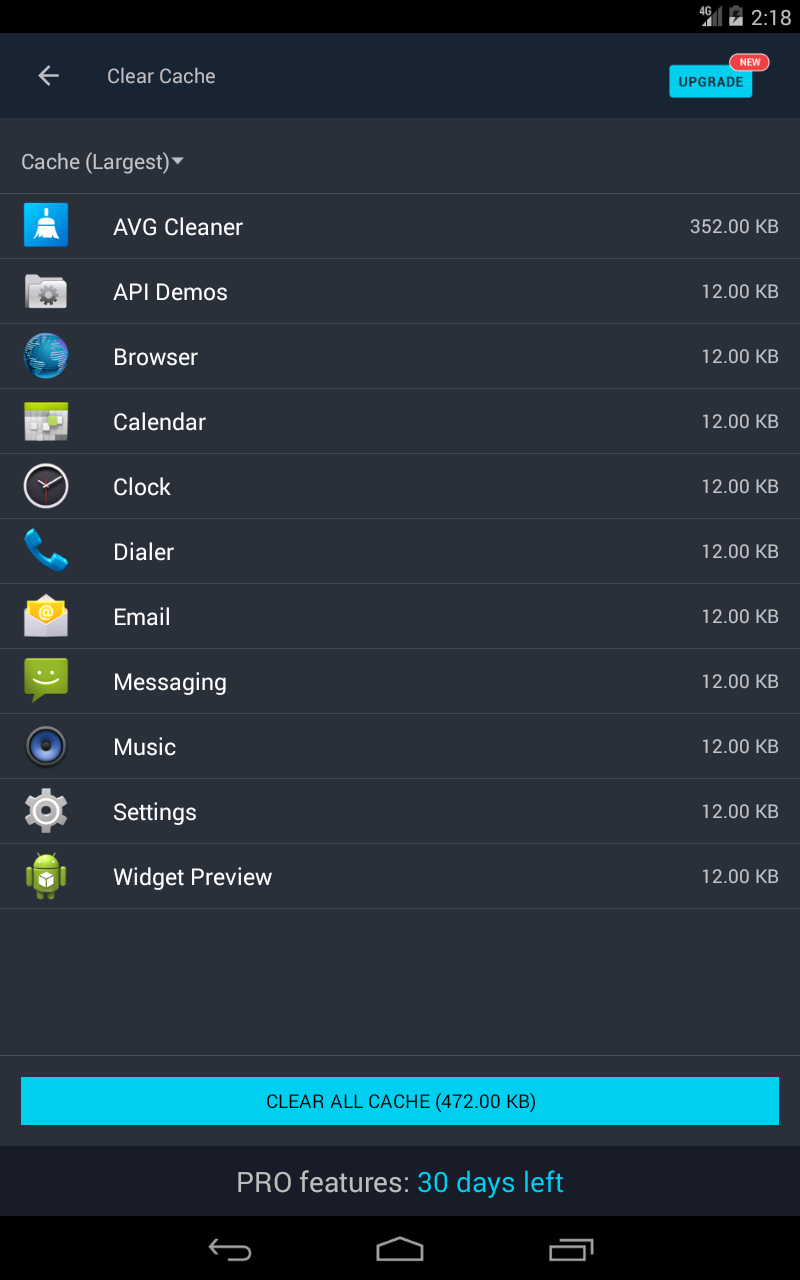 4G 2:18
Clear Cache
NEW
UPGRADE
Cache (Largest)
AVG Cleaner 352.00 KB
API Demos 12.00 KB
Browser 12.00 KB
Calendar 12.00 KB
Clock 12.00 KB
Dialer 12.00 KB
@
Email 12.00 KB
Messaging 12.00 KB
Music 12.00 KB
Settings 12.00 KB
Widget Preview 12.00 KB
CLEAR ALL CACHE (472.00 KB)
PRO features: 30 days left